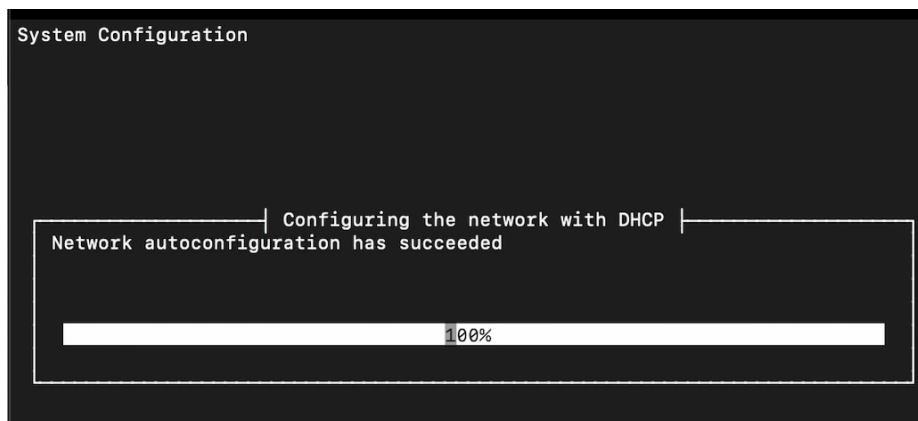 System Configuration
Configuring the network with DHCP
Network autoconfiguration has succeeded
100%